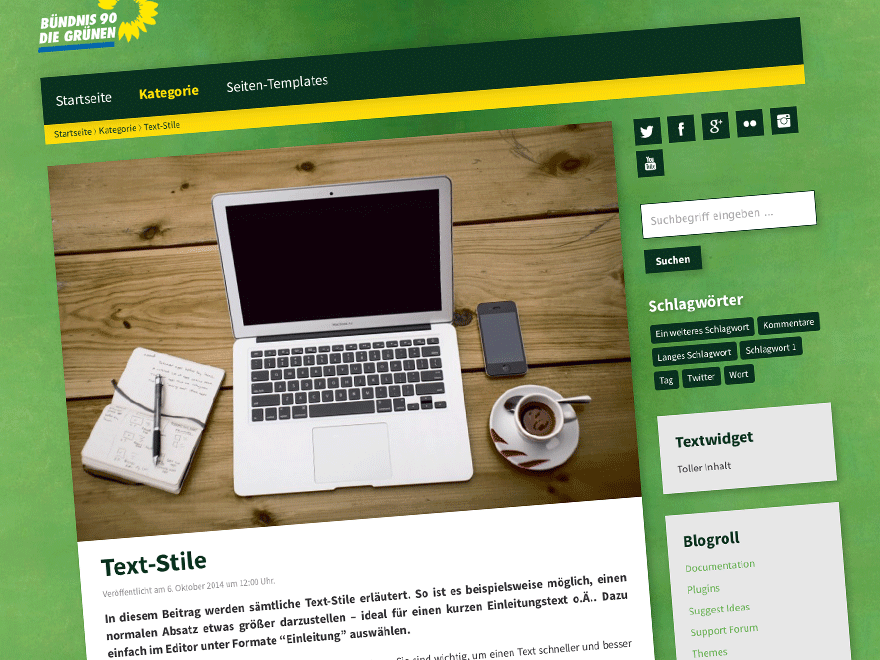 BÜNDNIS 90
DIE GRÜNEN
Startseite Kategorie Seiten-Templates
Startseite › Kategorie › Text-Stile
You
Tube
Suchbegriff eingeben ...
Suchen
Schlagwörter
Ein weiteres Schlagwort Kommentare
Langes Schlagwort Schlagwort 1
Tag Twitter Wort
Textwidget
Toller Inhalt
Blogroll
Documentation
Plugins
Suggest Ideas
Support Forum
Themes
Text-Stile
Veröffentlicht am 6. Oktober 2014 um 12:00 Uhr.
In diesem Beitrag werden sämtliche Text-Stile erläutert. So ist es beispielsweise möglich, einen
normalen Absatz etwas größer darzustellen – ideal für einen kurzen Einleitungstext o.Ä.. Dazu
einfach im Editor unter Formate “Einleitung” auswählen.
Sie sind wichtig, um einen Text schneller und besser